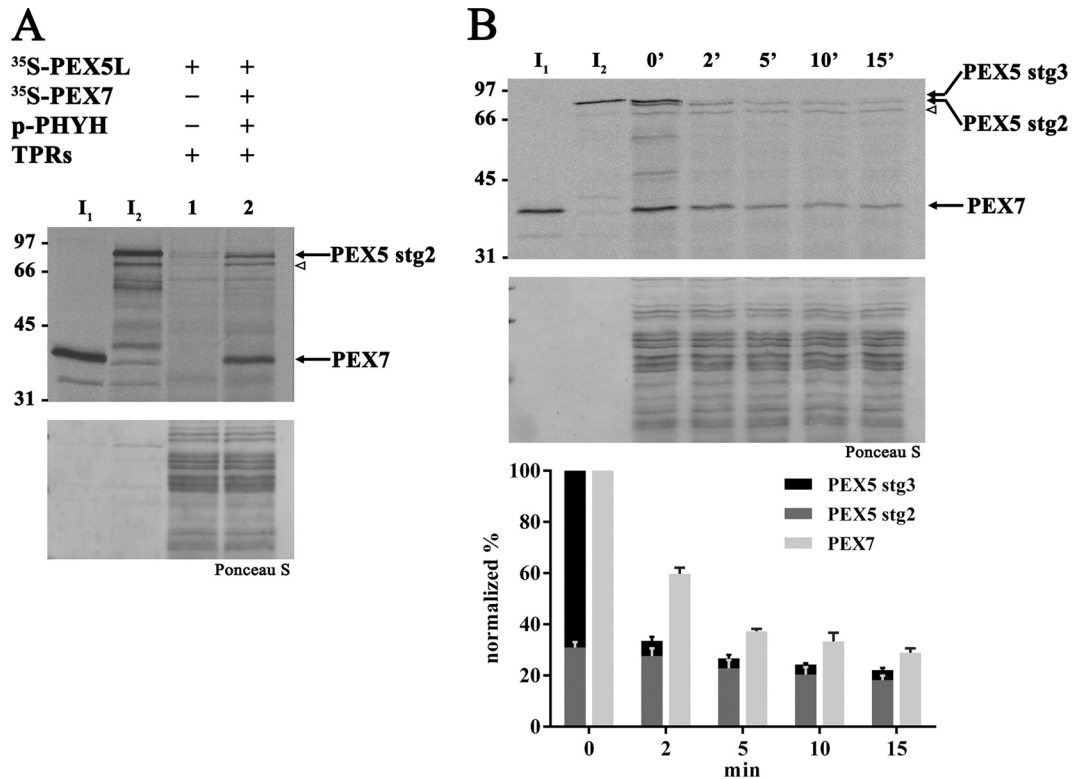 A
³⁵S-PEX5L + +
³⁵S-PEX7 – +
p-PHYH – +
TPRs + +
I₁ I₂ 1 2
97
66
45
31
PEX5 stg2
PEX7
Ponceau S
B
I₁ I₂ 0’ 2’ 5’ 10’ 15’
97
66
45
31
PEX5 stg3
PEX5 stg2
PEX7
Ponceau S
normalized %
100
80
60
40
20
0
PEX5 stg3
PEX5 stg2
PEX7
0 2 5 10 15
min